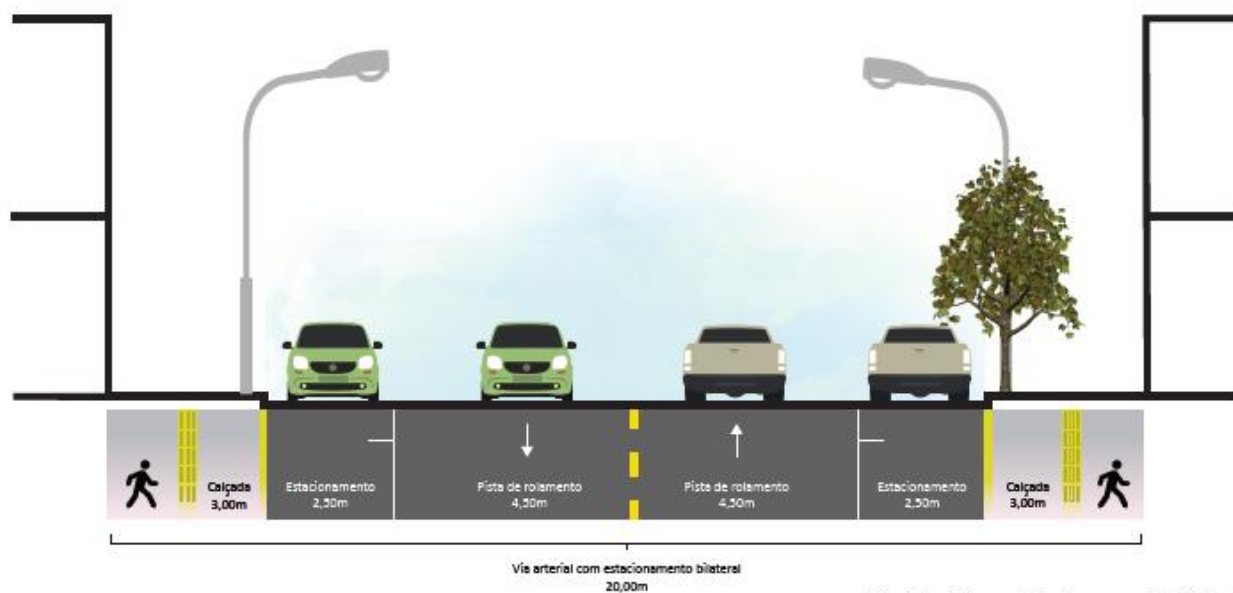 Calçada
3,00m
Estacionamento
2,50m
Pista de rolamento
4,50m
Pista de rolamento
4,50m
Estacionamento
2,50m
Calçada
3,00m
Via arterial com estacionamento bilateral
20,00m